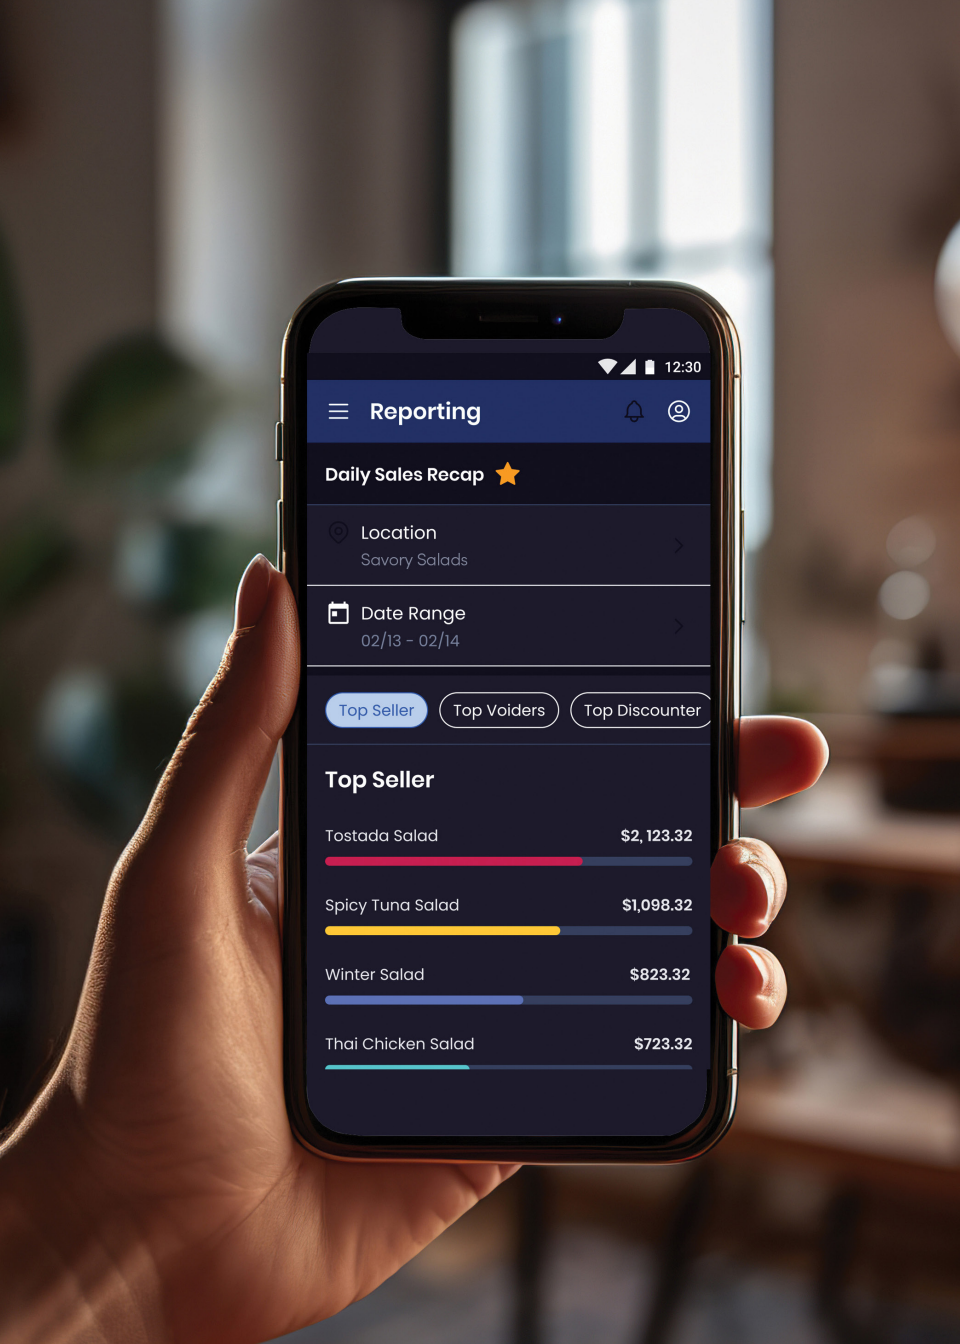 12:30
Reporting
Daily Sales Recap
Location
Savory Salads
Date Range
02/13 - 02/14
Top Seller Top Voiders Top Discounter
Top Seller
Tostada Salad $2, 123.32
Spicy Tuna Salad $1,098.32
Winter Salad $823.32
Thai Chicken Salad $723.32